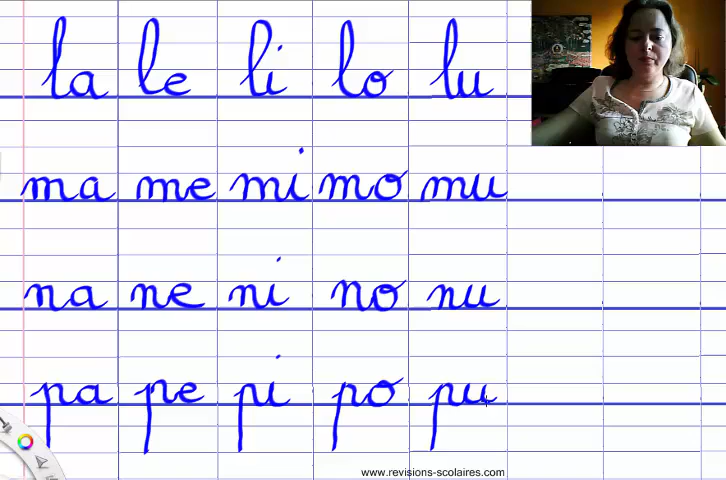 la le li lo lu
ma me mi mo mu
na ne ni no nu
pa pe pi po pu
www.revisions-scolaires.com